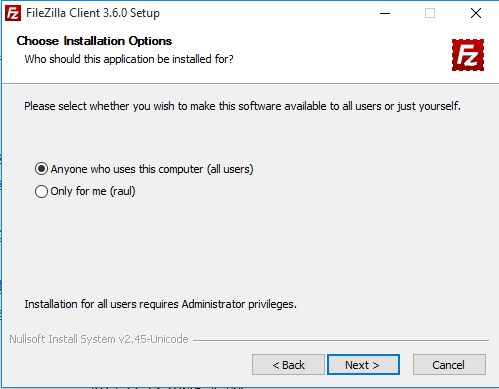 FileZilla Client 3.6.0 Setup
Choose Installation Options
Who should this application be installed for?
Fz
Please select whether you wish to make this software available to all users or just yourself.
Anyone who uses this computer (all users)
Only for me (raul)
Installation for all users requires Administrator privileges.
Nullsoft Install System v2.45-Unicode
< Back
Next >
Cancel